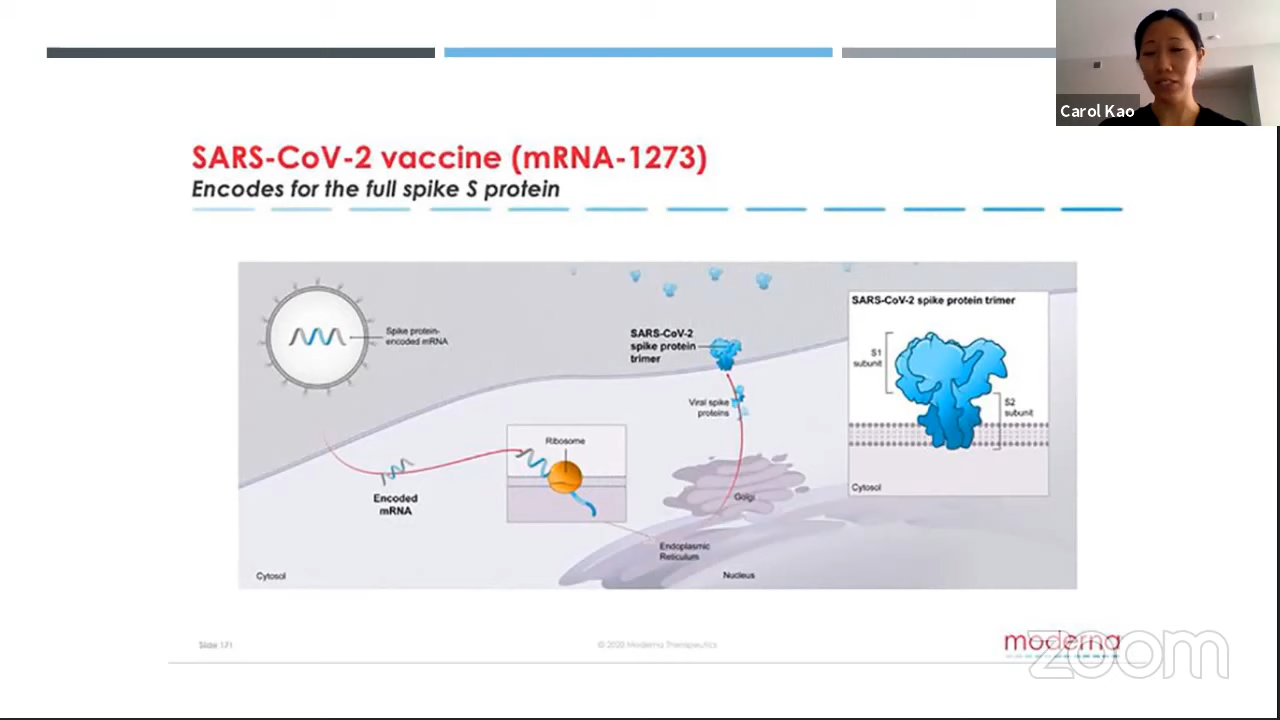 Carol Kao
SARS-CoV-2 vaccine (mRNA-1273)
Encodes for the full spike S protein
Spike protein-
encoded mRNA
SARS-CoV-2
spike protein
trimer
SARS-CoV-2 spike protein trimer
S1
subunit
S2
subunit
Viral spike
proteins
Ribosome
Encoded
mRNA
Golgi
Cytosol
Endoplasmic
Reticulum
Cytosol
Nucleus
Slide 171
© 2020 Moderna Therapeutics
moderna
zoom